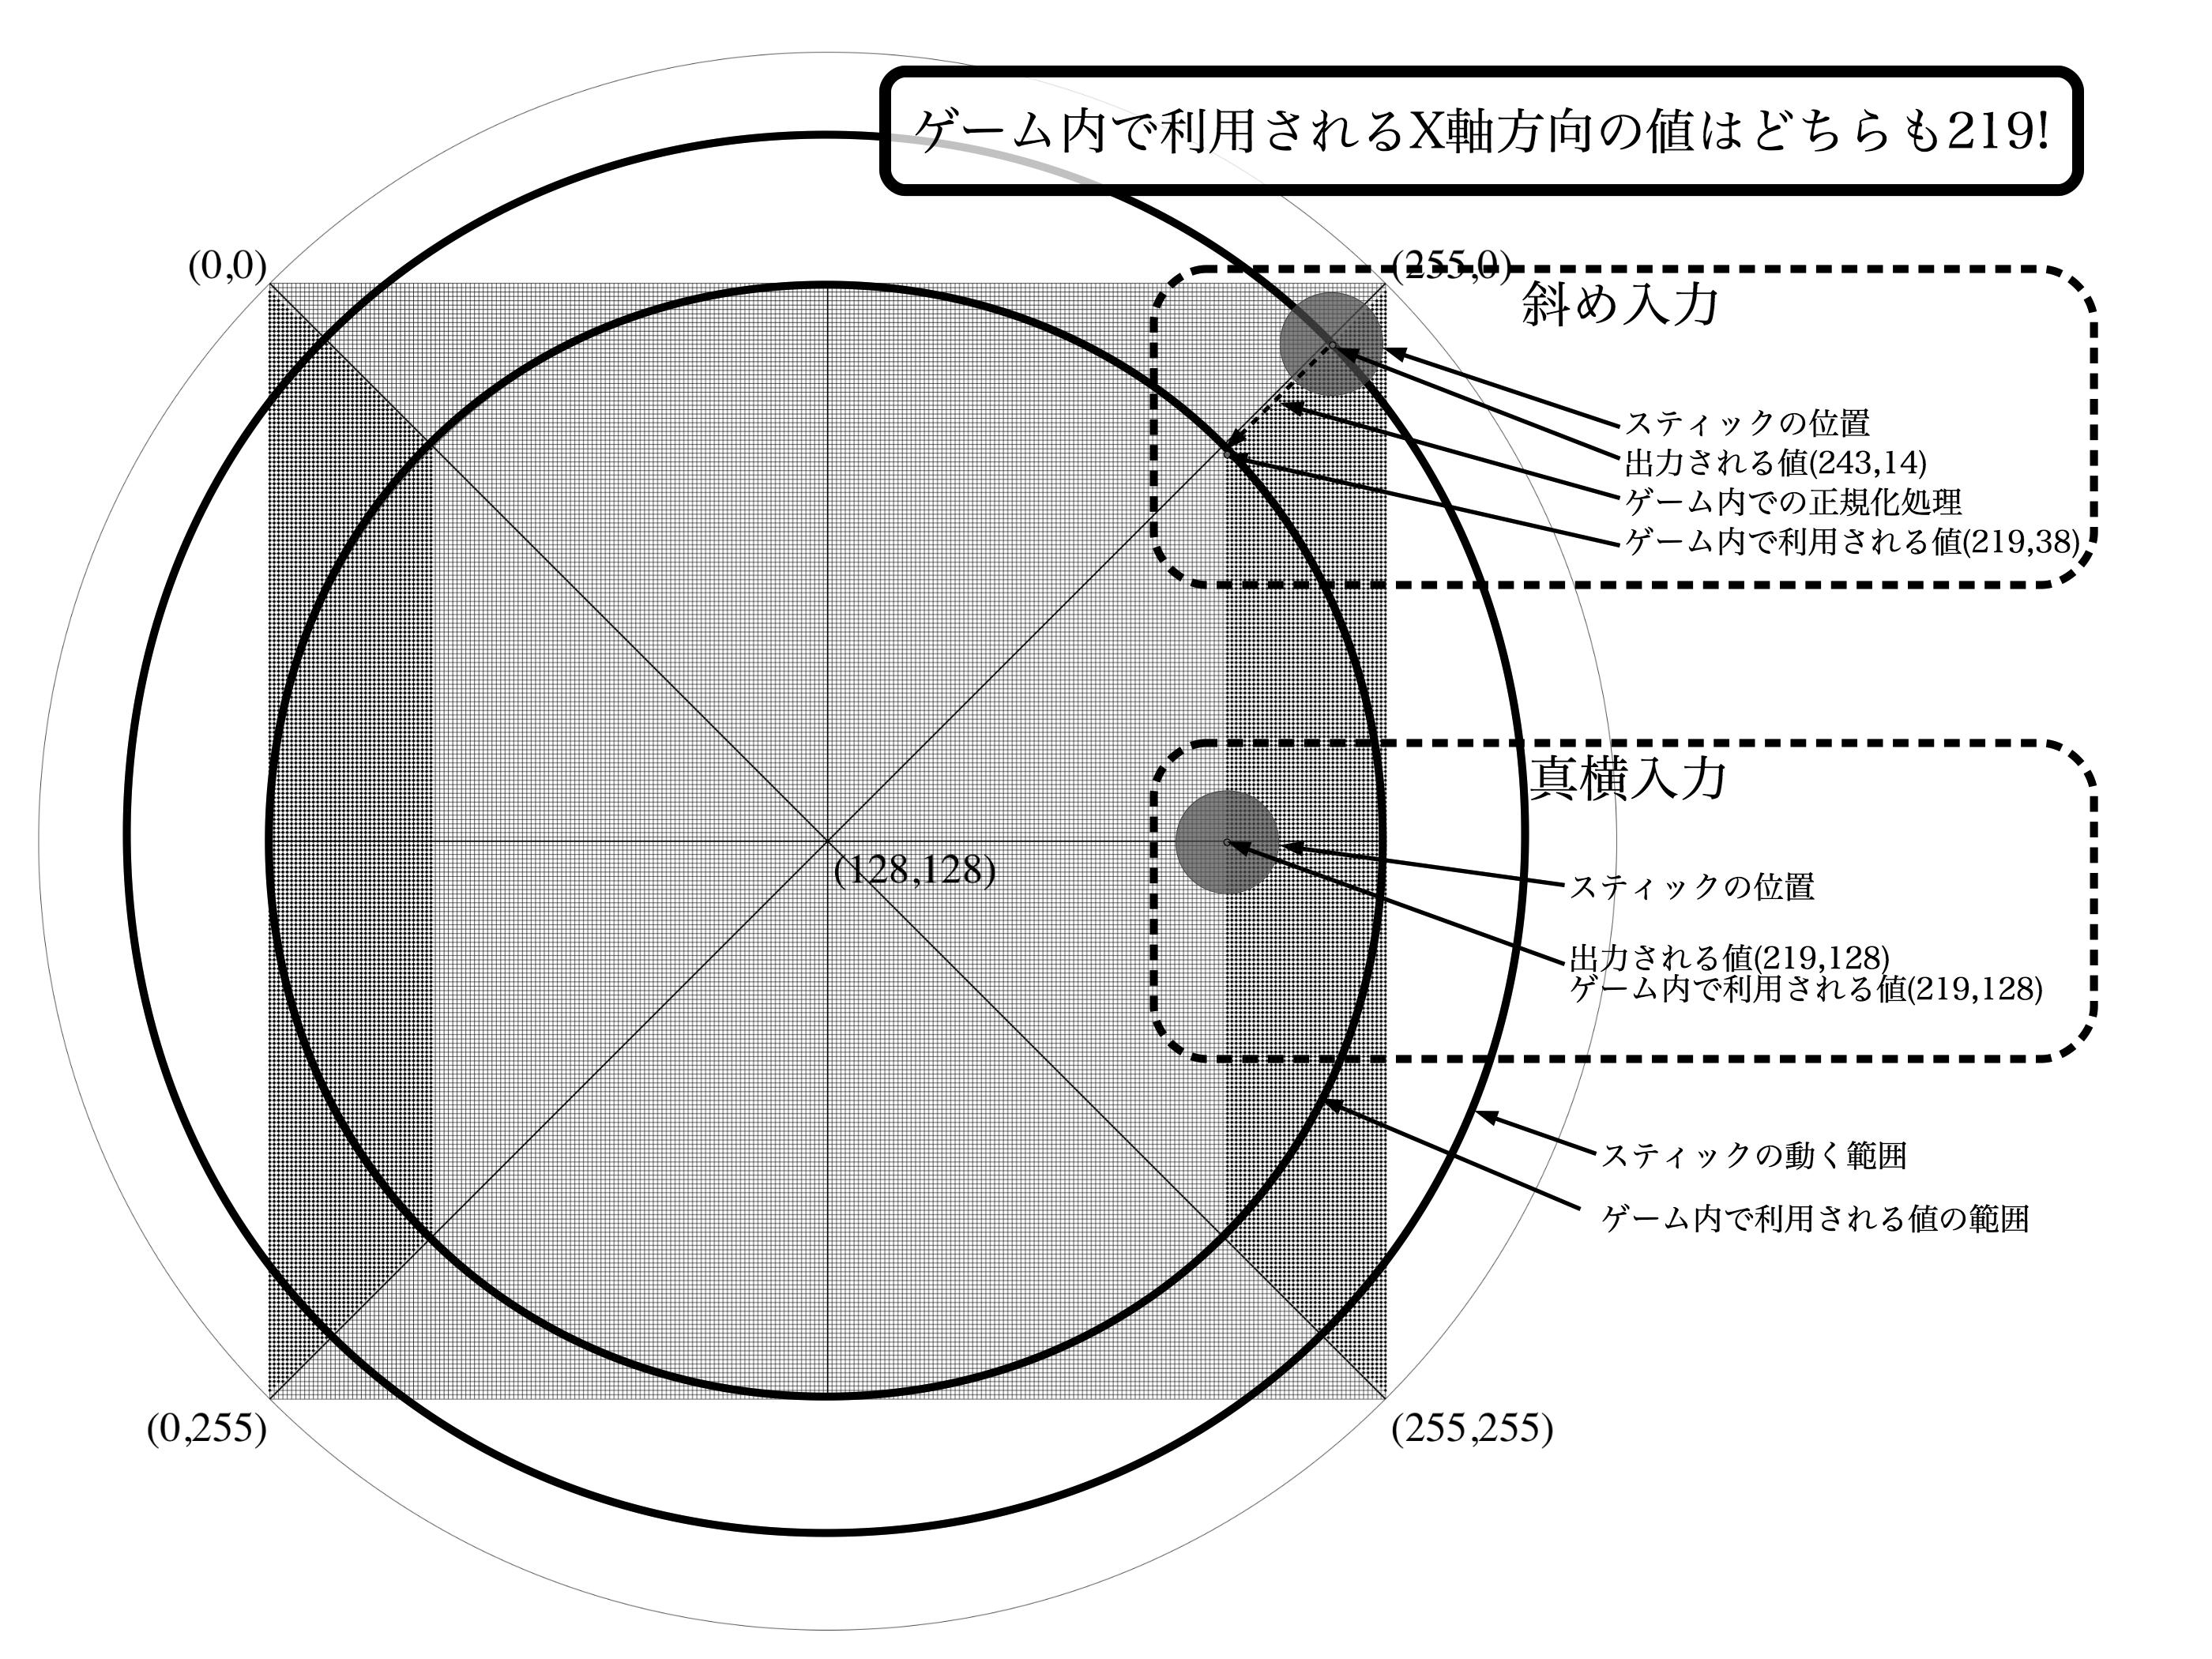 ゲーム内で利用されるX軸方向の値はどちらも219!
(0,0)
(255,0)
斜め入力
スティックの位置
出力される値(243,14)
ゲーム内での正規化処理
ゲーム内で利用される値(219,38)
真横入力
(128,128)
スティックの位置
出力される値(219,128)
ゲーム内で利用される値(219,128)
スティックの動く範囲
ゲーム内で利用される値の範囲
(0,255)
(255,255)